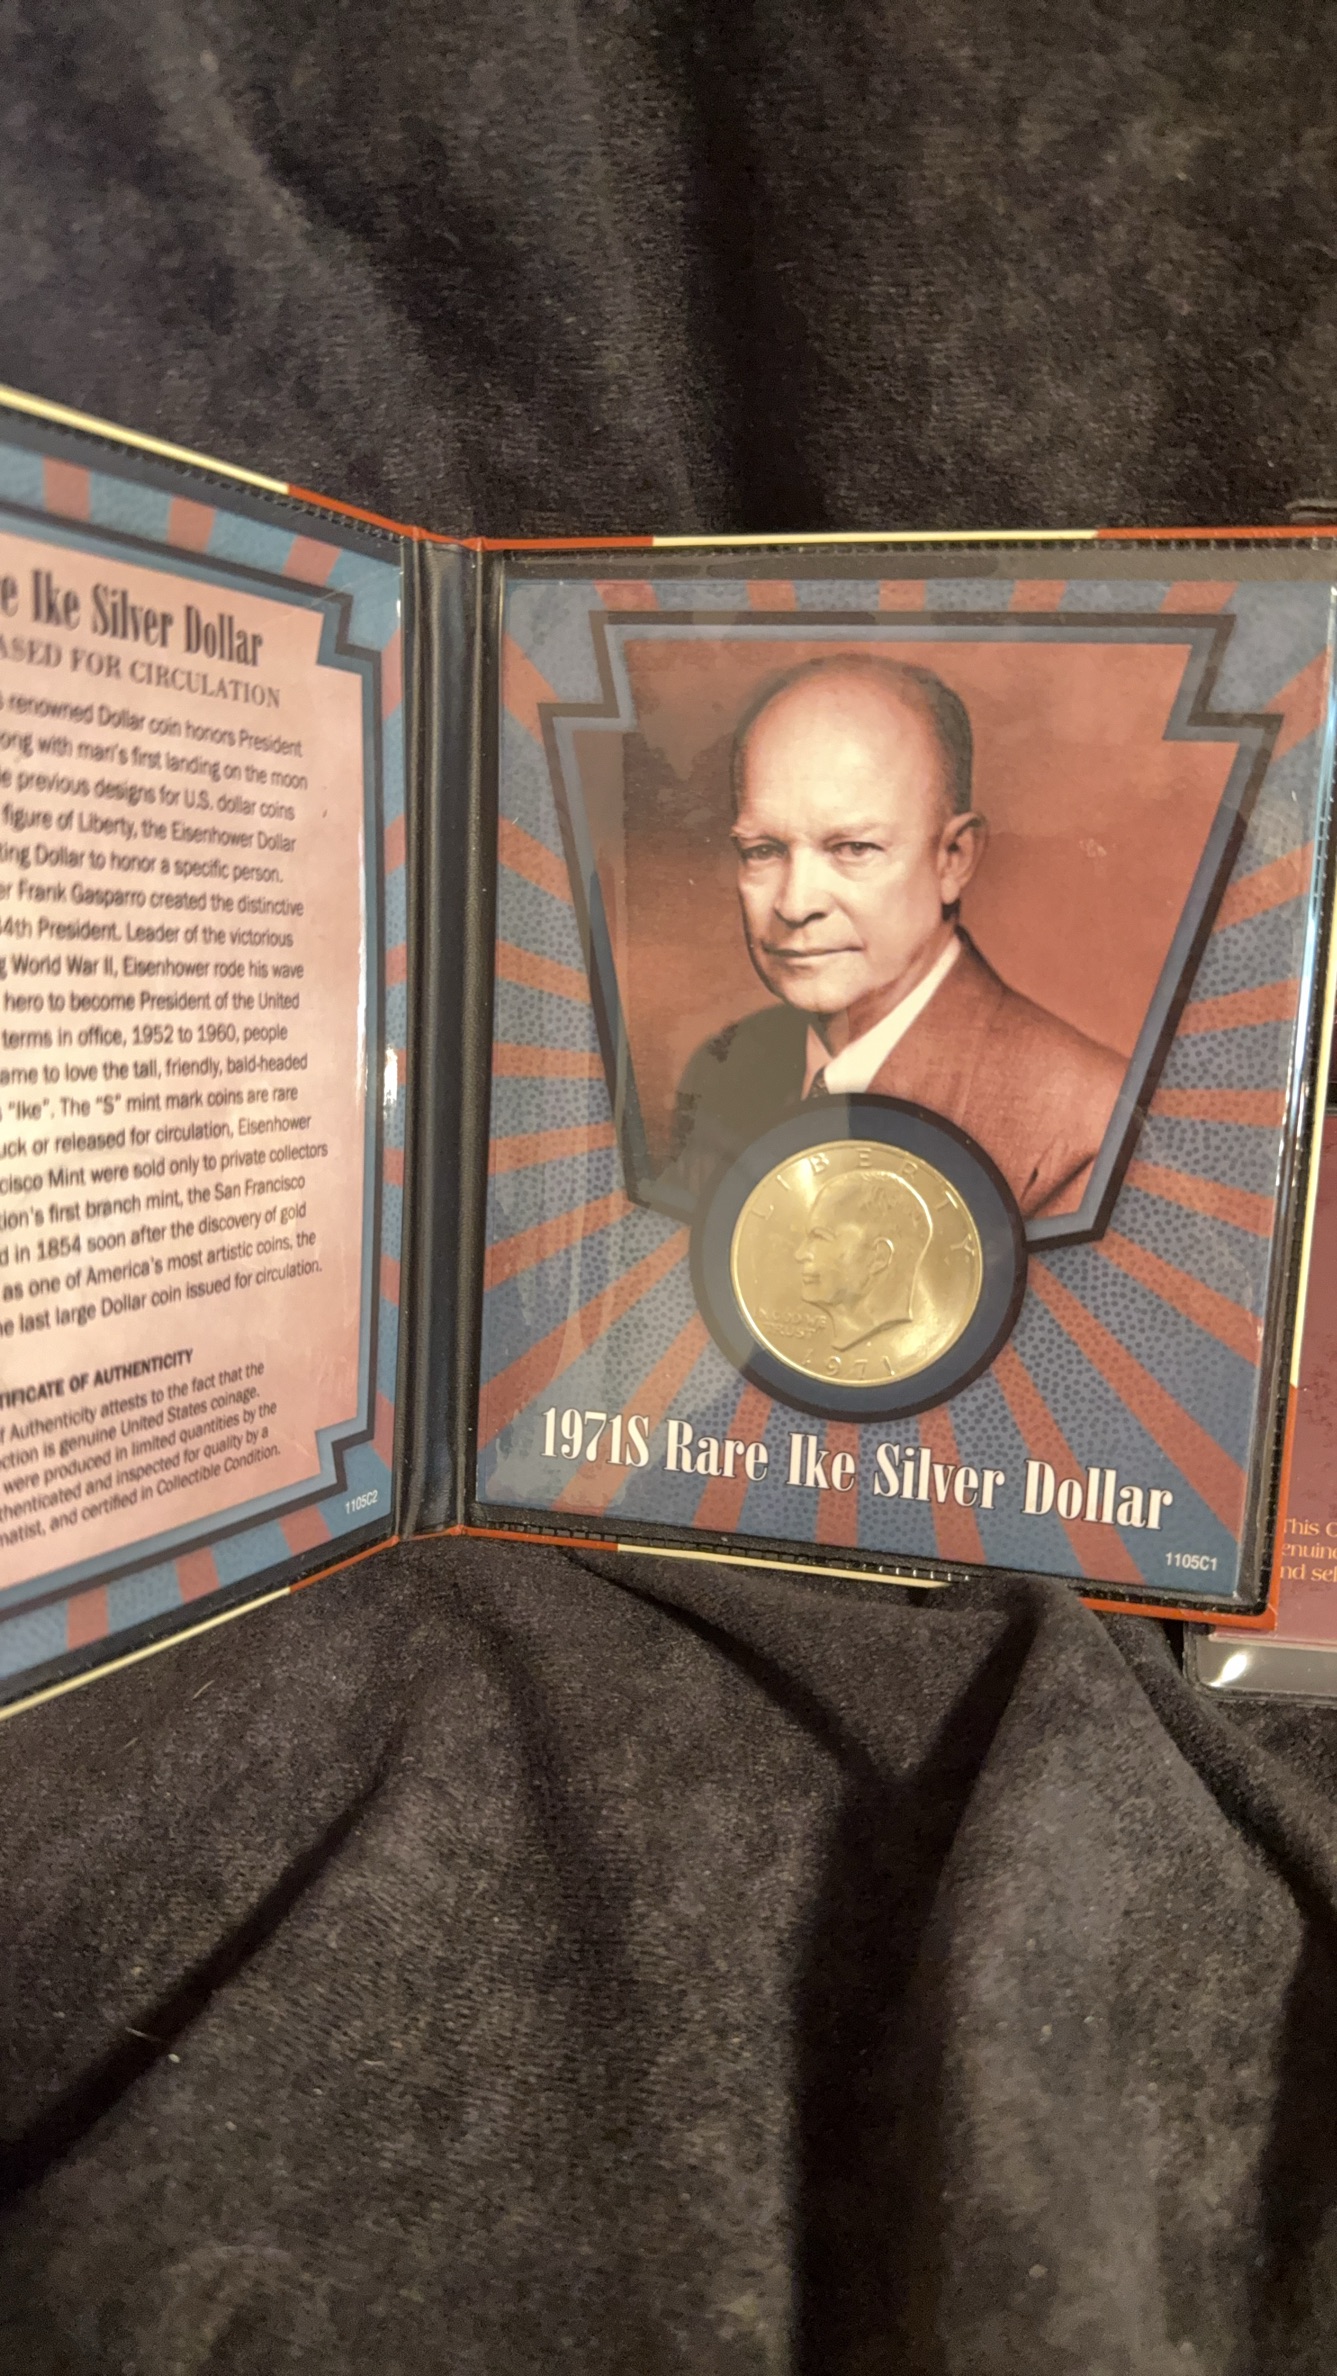 e Ike Silver Dollar
ASED FOR CIRCULATION
renowned Dollar coin honors President
ong with man's first landing on the moon
le previous designs for U.S. dollar coins
figure of Liberty, the Eisenhower Dollar
ting Dollar to honor a specific person.
er Frank Gasparro created the distinctive
34th President. Leader of the victorious
g World War II, Eisenhower rode his wave
hero to become President of the United
terms in office, 1952 to 1960, people
ame to love the tall, friendly, bald-headed
"Ike". The "S" mint mark coins are rare
uck or released for circulation, Eisenhower
cisco Mint were sold only to private collectors
tion's first branch mint, the San Francisco
d in 1854 soon after the discovery of gold
as one of America's most artistic coins, the
he last large Dollar coin issued for circulation.
TIFICATE OF AUTHENTICITY
f Authenticity attests to the fact that the
ction is genuine United States coinage.
were produced in limited quantities by the
thenticated and inspected for quality by a
matist, and certified in Collectible Condition.
1105C2
LIBERTY
IN GOD WE
TRUST
1971
1971S Rare Ike Silver Dollar
1105C1
This C
enuine
nd sel